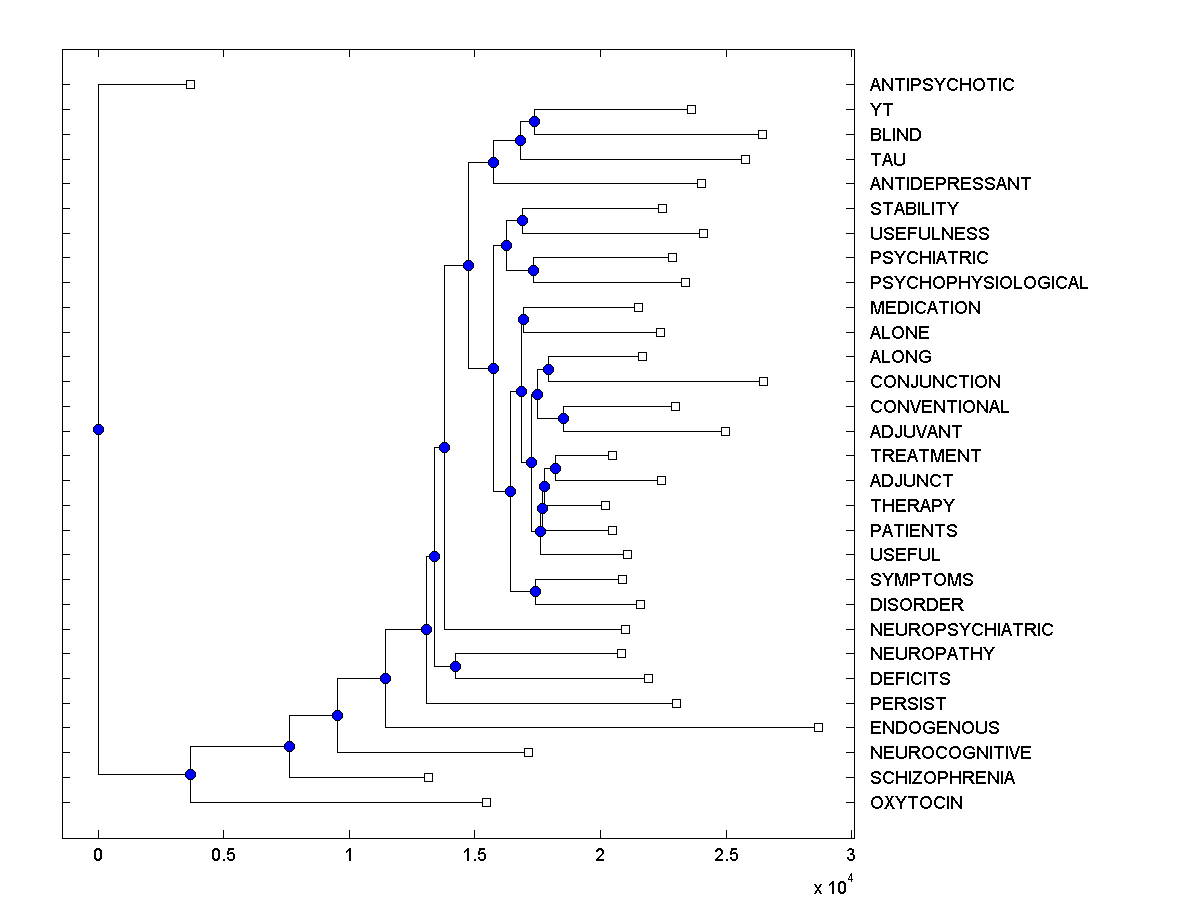 ANTIPSYCHOTIC
YT
BLIND
TAU
ANTIDEPRESSANT
STABILITY
USEFULNESS
PSYCHIATRIC
PSYCHOPHYSIOLOGICAL
MEDICATION
ALONE
ALONG
CONJUNCTION
CONVENTIONAL
ADJUVANT
TREATMENT
ADJUNCT
THERAPY
PATIENTS
USEFUL
SYMPTOMS
DISORDER
NEUROPSYCHIATRIC
NEUROPATHY
DEFICITS
PERSIST
ENDOGENOUS
NEUROCOGNITIVE
SCHIZOPHRENIA
OXYTOCIN
0 0.5 1 1.5 2 2.5 3
x 10^4